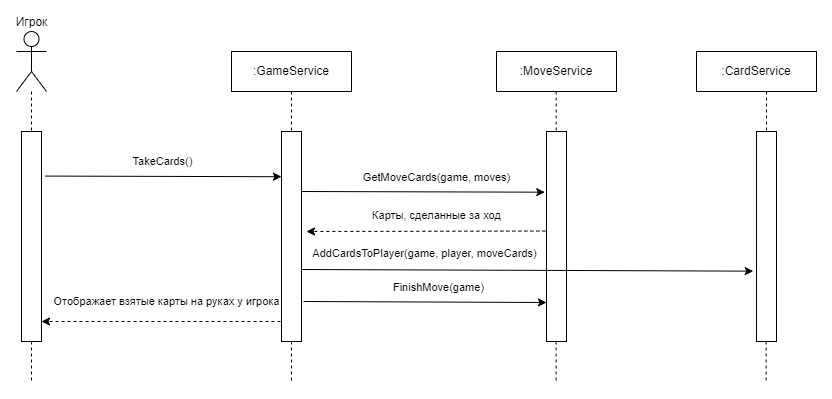 Игрок
:GameService
:MoveService
:CardService
TakeCards()
GetMoveCards(game, moves)
Карты, сделанные за ход
AddCardsToPlayer(game, player, moveCards)
FinishMove(game)
Отображает взятые карты на руках у игрока